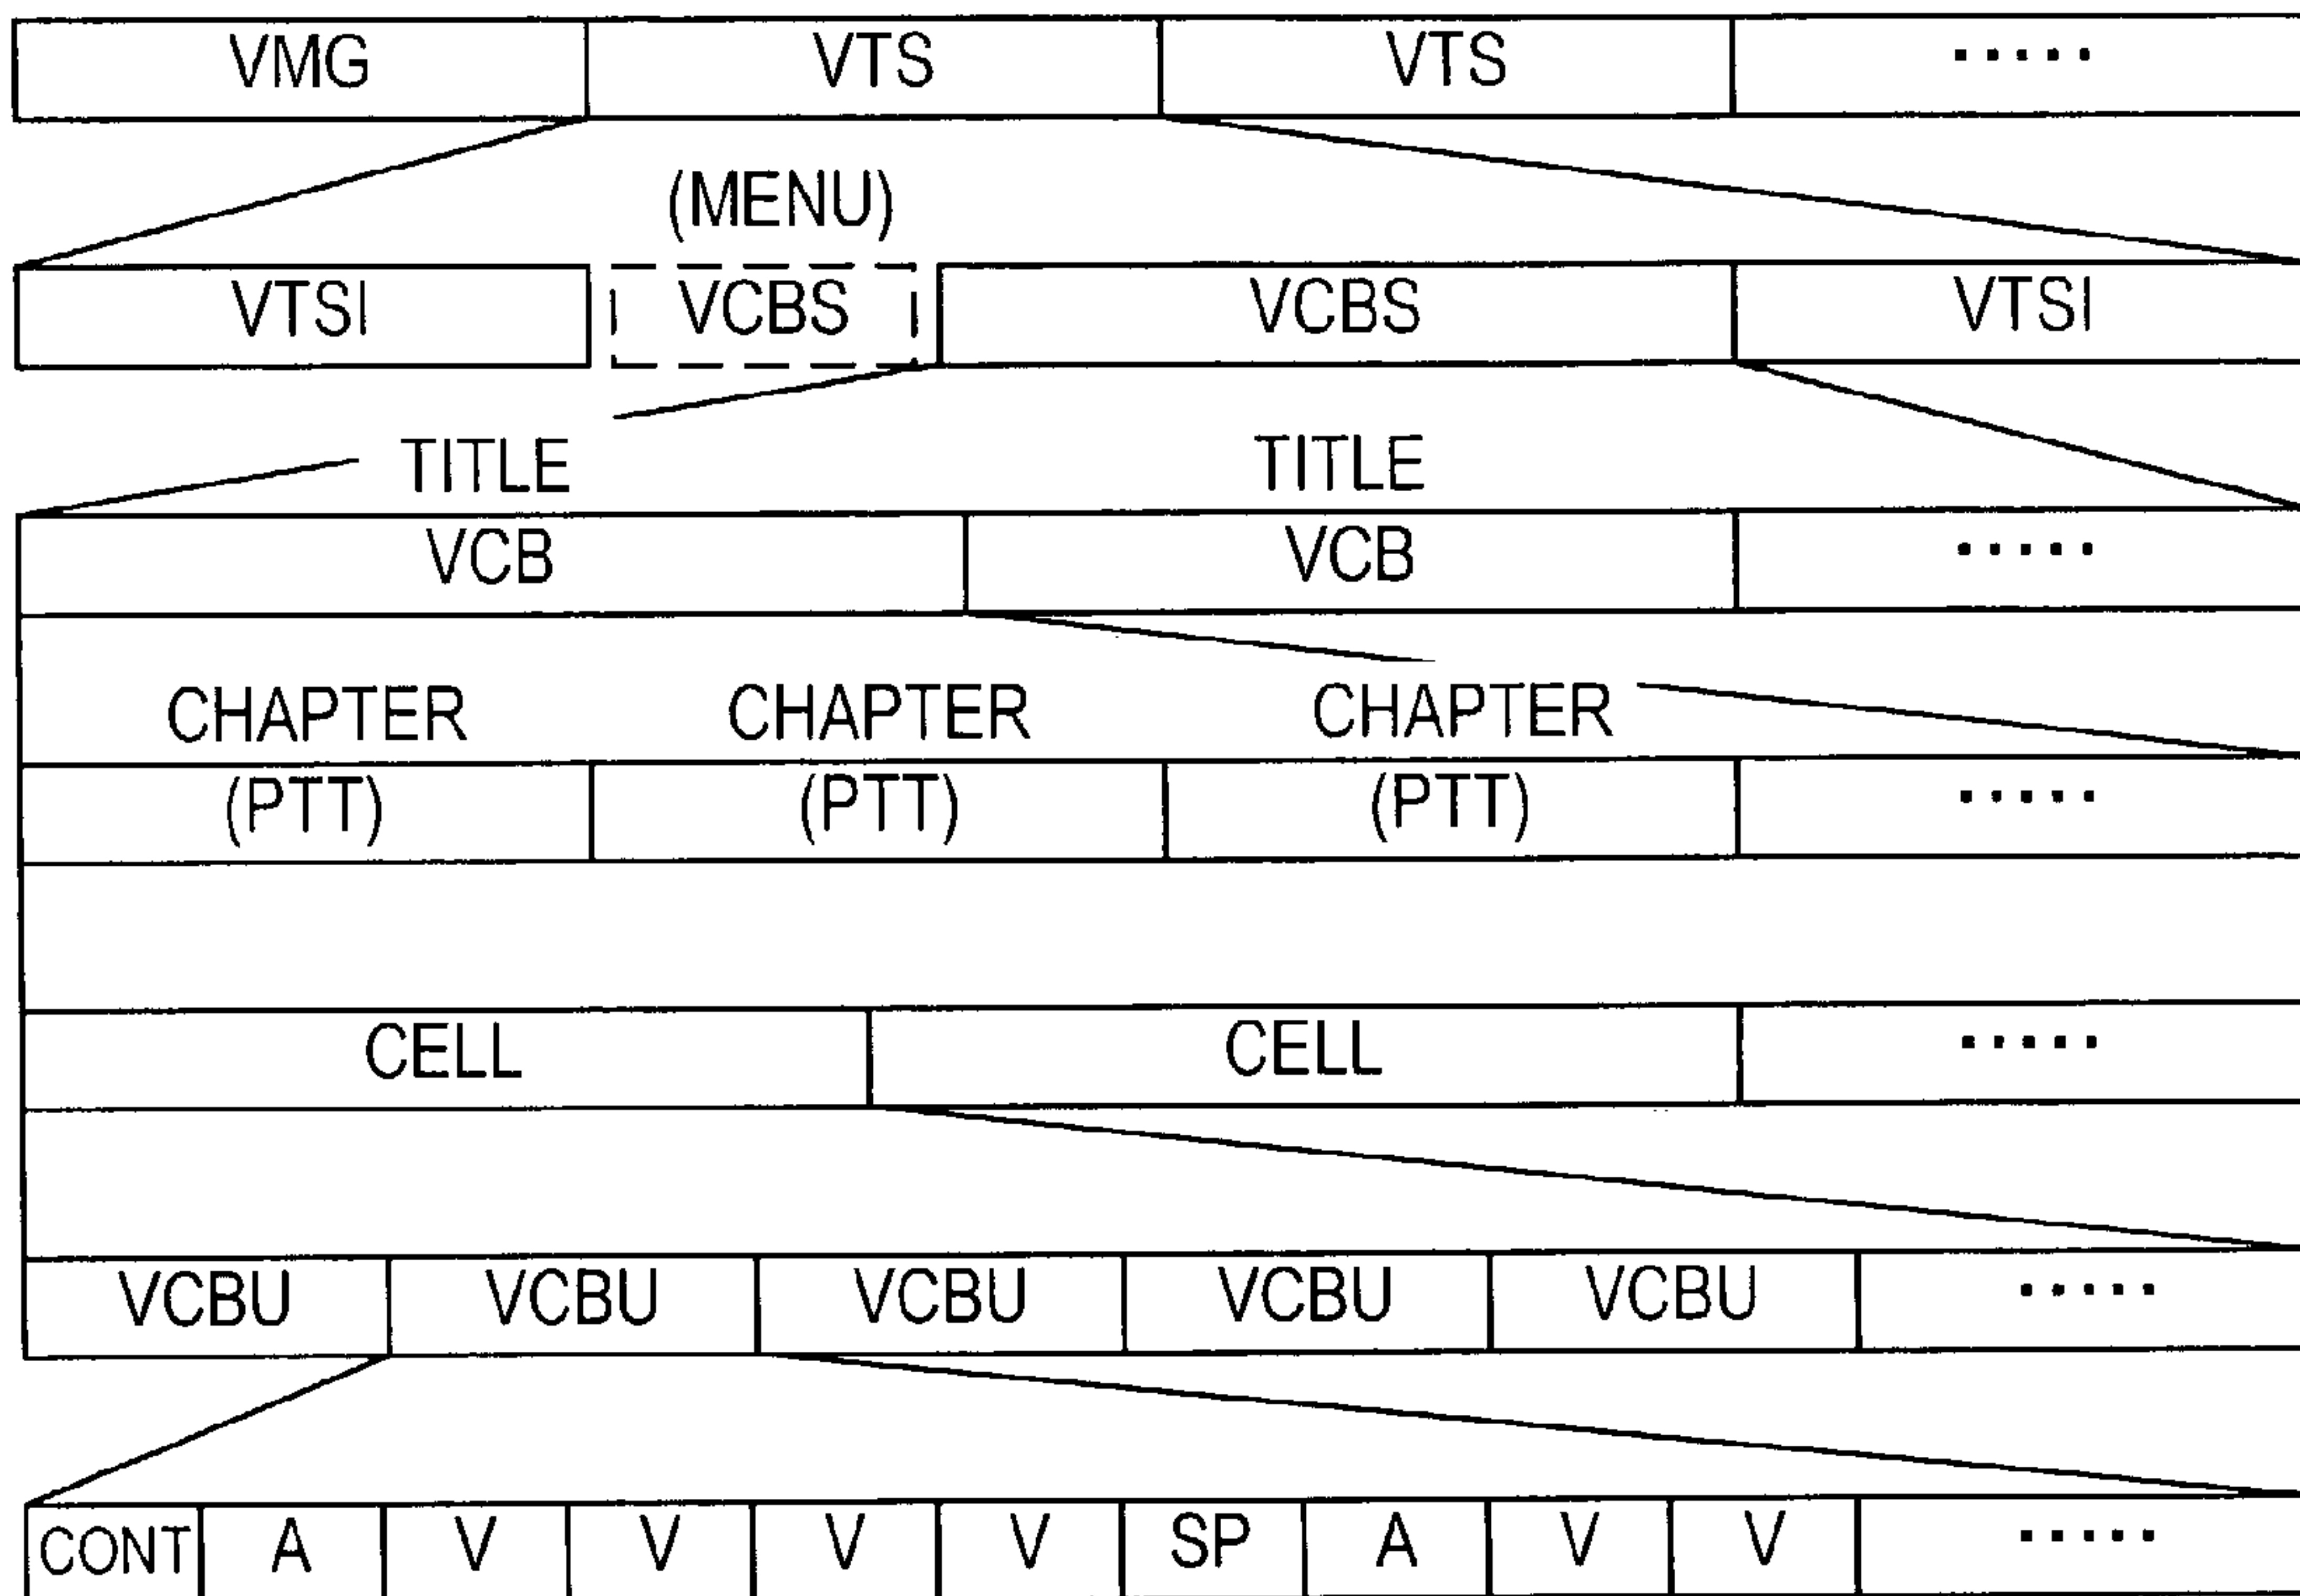 VMG VTS VTS .....
(MENU)
VTSI VCBS VCBS VTSI
TITLE TITLE
VCB VCB .....
CHAPTER CHAPTER CHAPTER
(PTT) (PTT) (PTT) .....
CELL CELL .....
VCBU VCBU VCBU VCBU VCBU .....
CONT A V V V V SP A V V .....